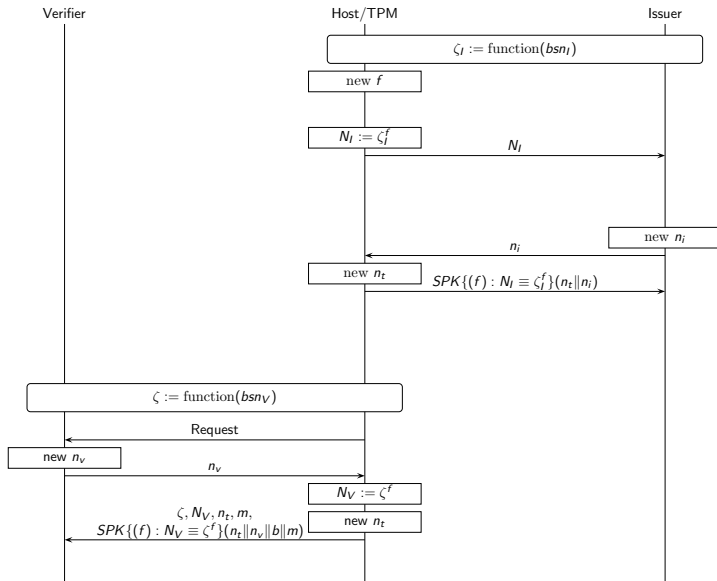 Verifier Host/TPM Issuer
ζ_I := function(bsn_I)
new f
N_I := ζ_I^f
N_I
new n_i
n_i
new n_t
SPK{(f) : N_I ≡ ζ_I^f}(n_t‖n_i)
ζ := function(bsn_V)
Request
new n_v
n_v
N_V := ζ^f
ζ, N_V, n_t, m,
new n_t
SPK{(f) : N_V ≡ ζ^f}(n_t‖n_v‖b‖m)